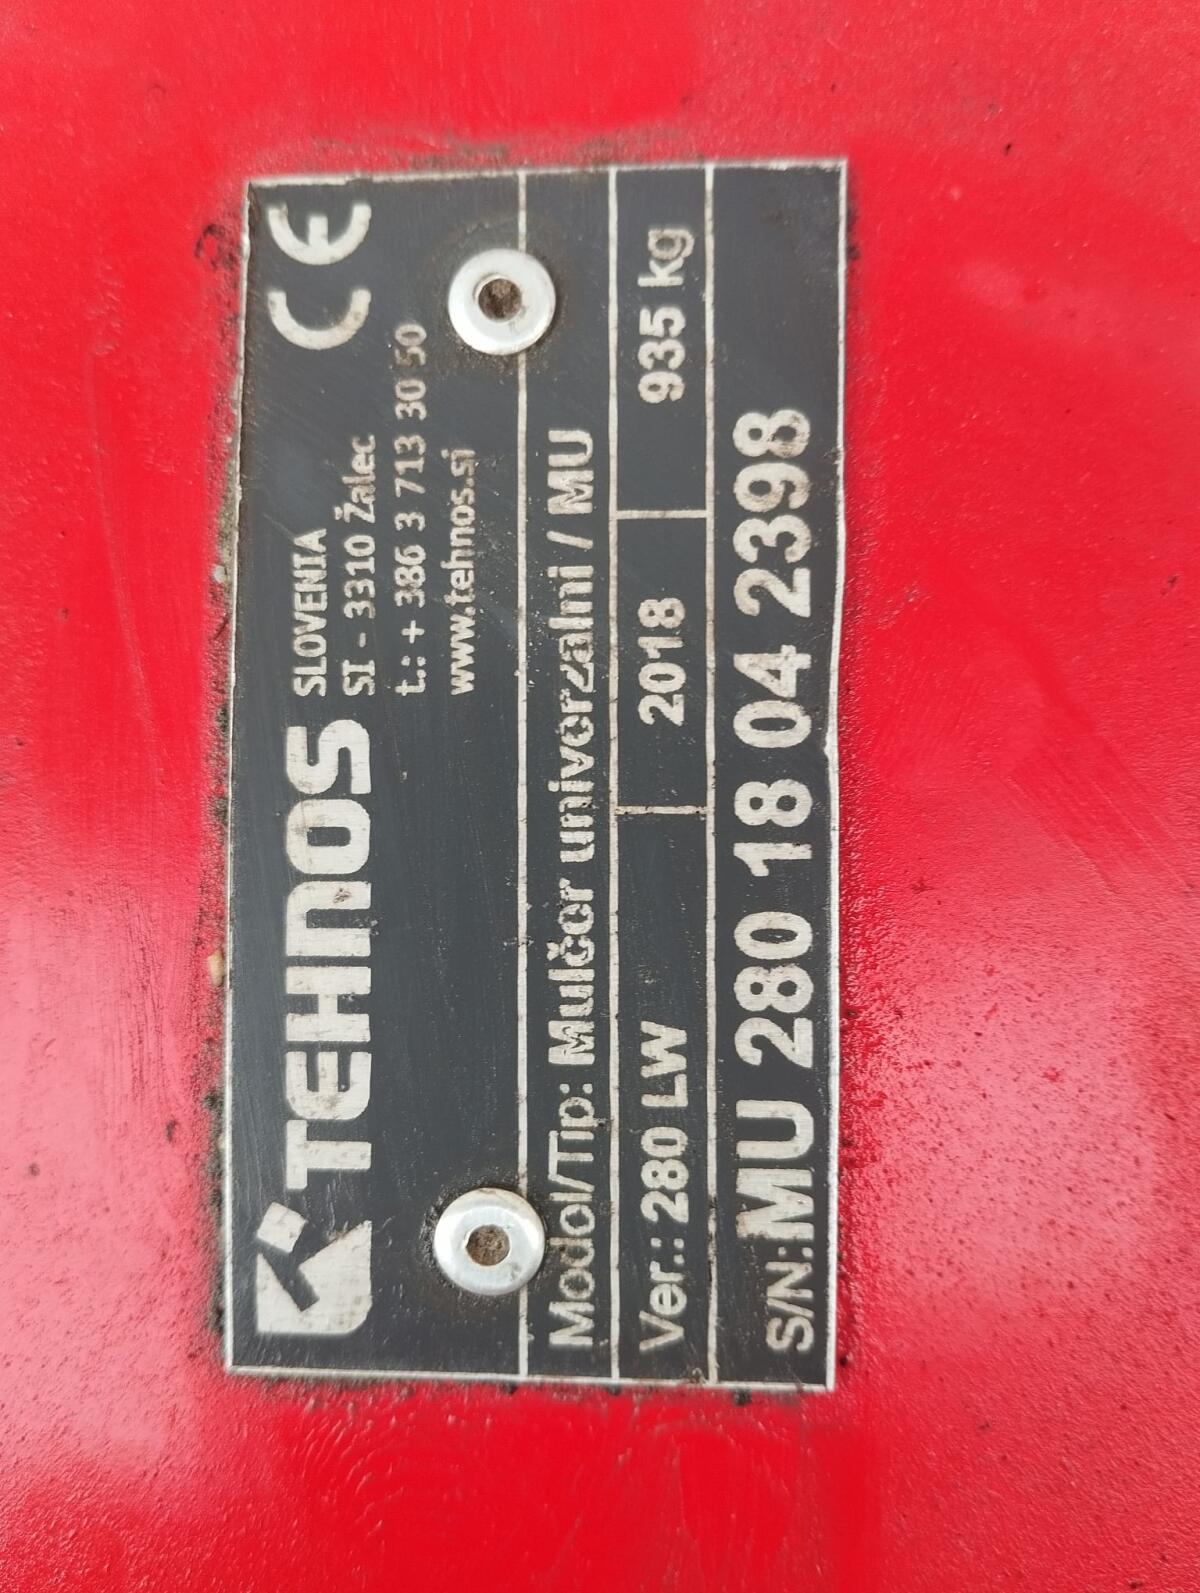 TEHNOS
SLOVENIA
SI - 3310 Žalec
t.: + 386 3 713 30 50
www.tehnos.si
CE
Model/Tip: Mulčer univerzalni / MU
Ver.: 280 LW 2018 935 kg
S/N: MU 280 18 04 2398